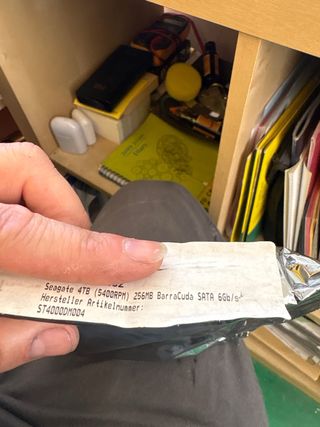 Seagate 4TB (5400RPM) 256MB BarraCuda SATA 6Gb/s
Hersteller Artikelnummer:
ST4000DM004